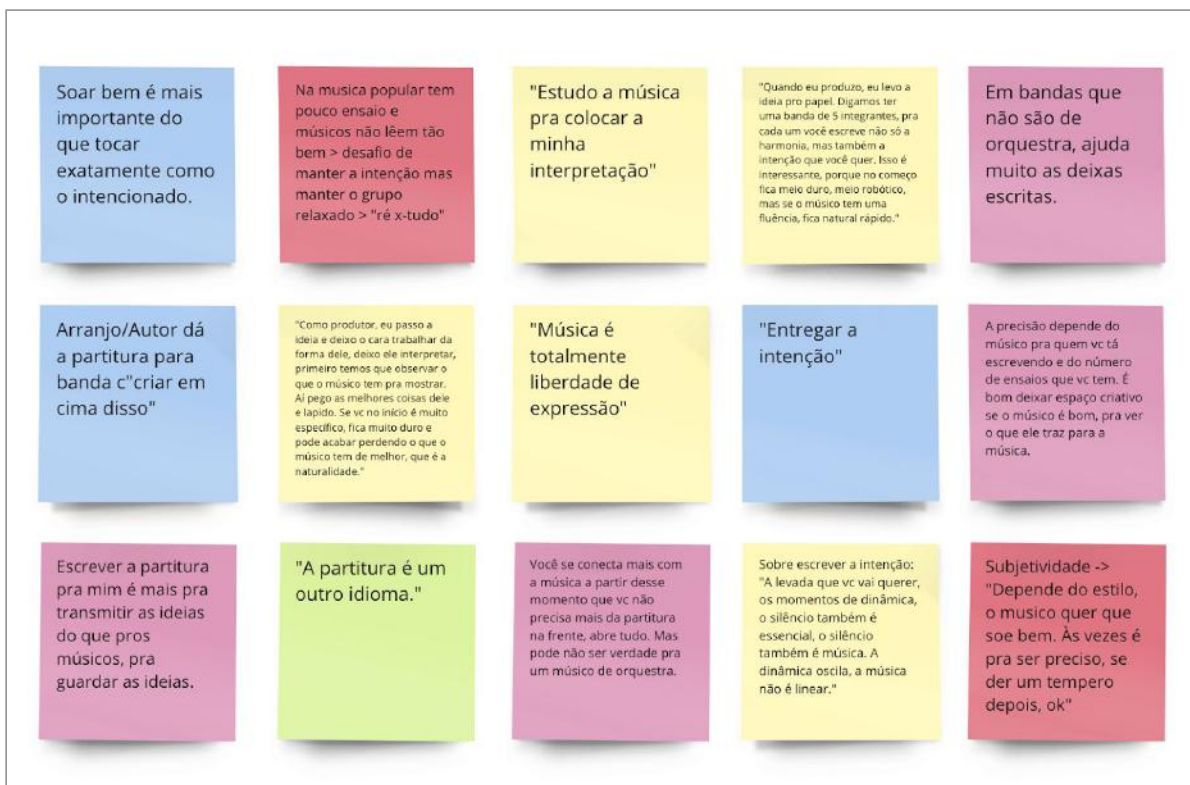 Soar bem é mais
importante do
que tocar
exatamente como
o intencionado.
Na musica popular tem
pouco ensaio e
músicos não lêem tão
bem > desafio de
manter a intenção mas
manter o grupo
relaxado > "ré x-tudo"
"Estudo a música
pra colocar a
minha
interpretação"
"Quando eu produzo, eu levo a
ideia pro papel. Digamos ter
uma banda de 5 integrantes, pra
cada um você escreve não só a
harmonia, mas também a
intenção que você quer. Isso é
interessante, porque no começo
fica meio duro, meio robótico,
mas se o músico tem uma
fluência, fica natural rápido."
Em bandas que
não são de
orquestra, ajuda
muito as deixas
escritas.
Arranjo/Autor dá
a partitura para
banda c"criar em
cima disso"
"Como produtor, eu passo a
ideia e deixo o cara trabalhar da
forma dele, deixo ele interpretar,
primeiro temos que observar o
que o músico tem pra mostrar.
Aí pego as melhores coisas dele
e lapido. Se vc no início é muito
específico, fica muito duro e
pode acabar perdendo o que o
músico tem de melhor, que é a
naturalidade."
"Música é
totalmente
liberdade de
expressão"
"Entregar a
intenção"
A precisão depende do
músico pra quem vc tá
escrevendo e do número
de ensaios que vc tem. É
bom deixar espaço criativo
se o músico é bom, pra ver
o que ele traz para a
música.
Escrever a partitura
pra mim é mais pra
transmitir as ideias
do que pros
músicos, pra
guardar as ideias.
"A partitura é um
outro idioma."
Você se conecta mais com
a música a partir desse
momento que vc não
precisa mais da partitura
na frente, abre tudo. Mas
pode não ser verdade pra
um músico de orquestra.
Sobre escrever a intenção:
"A levada que vc vai querer,
os momentos de dinâmica,
o silêncio também é
essencial, o silêncio
também é música. A
dinâmica oscila, a música
não é linear."
Subjetividade ->
"Depende do estilo,
o musico quer que
soe bem. Às vezes é
pra ser preciso, se
der um tempero
depois, ok"